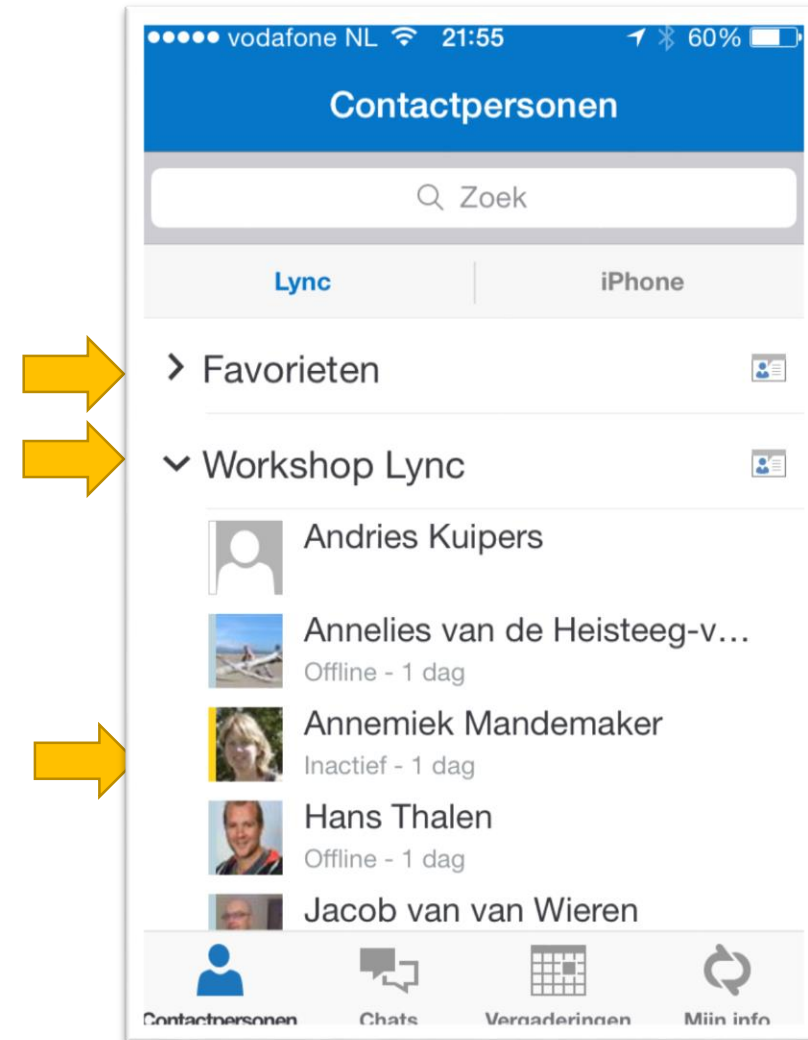 vodafone NL 21:55 60%
Contactpersonen
Zoek
Lync iPhone
Favorieten
Workshop Lync
Andries Kuipers
Annelies van de Heisteeg-v...
Offline - 1 dag
Annemiek Mandemaker
Inactief - 1 dag
Hans Thalen
Offline - 1 dag
Jacob van van Wieren
Contactpersonen Chats Vergaderingen Mijn info